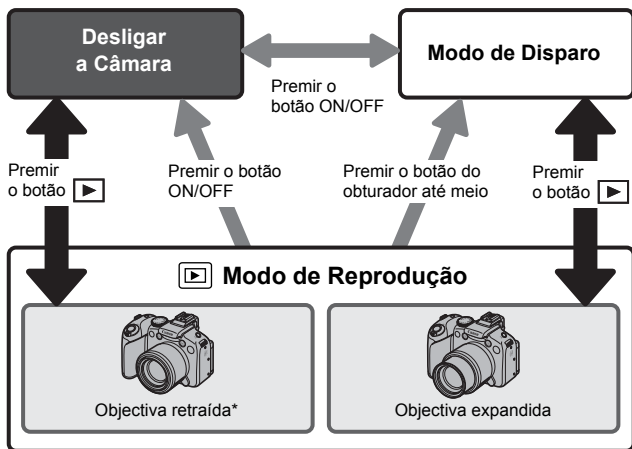 Desligar
a Câmara
Modo de Disparo
Premir o
botão ON/OFF
Premir
o botão
Premir o botão
ON/OFF
Premir o botão do
obturador até meio
Premir
o botão
Modo de Reprodução
Objectiva retraída*
Objectiva expandida